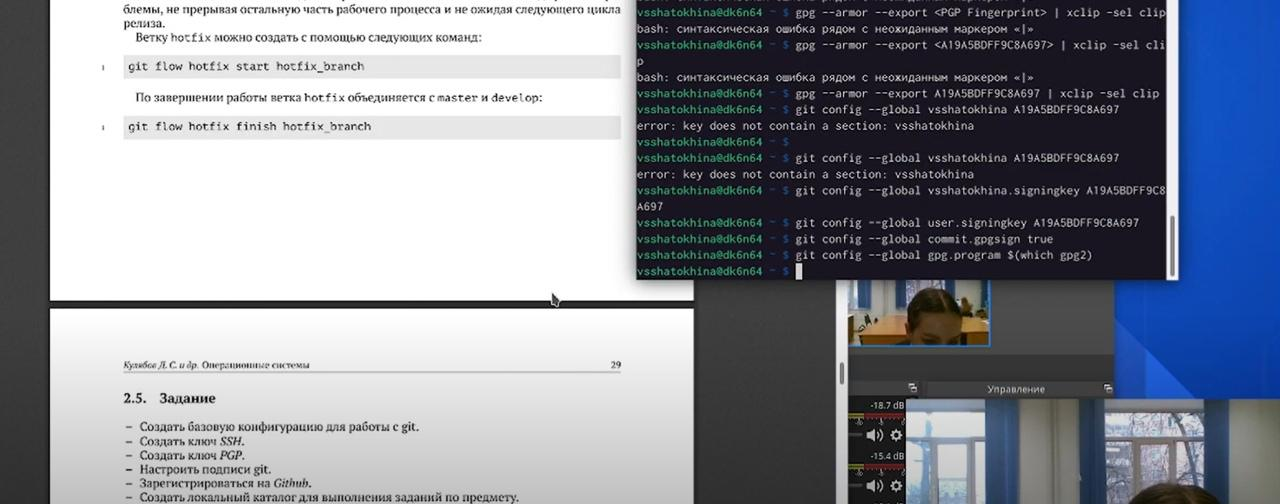 блемы, не прерывая остальную часть рабочего процесса и не ожидая следующего цикла
релиза.
Ветку hotfix можно создать с помощью следующих команд:
1 git flow hotfix start hotfix_branch
По завершении работы ветка hotfix объединяется с master и develop:
1 git flow hotfix finish hotfix_branch
Кулябов Д. С. и др. Операционные системы 29
2.5. Задание
– Создать базовую конфигурацию для работы с git.
– Создать ключ SSH.
– Создать ключ PGP.
– Настроить подписи git.
– Зарегистрироваться на Github.
– Создать локальный каталог для выполнения заданий по предмету.
vsshatokhina@dk6n64 ~ $ gpg --armor --export <PGP Fingerprint> | xclip -sel clip
bash: синтаксическая ошибка рядом с неожиданным маркером «|»
vsshatokhina@dk6n64 ~ $ gpg --armor --export <A19A5BDFF9C8A697> | xclip -sel cli
p
bash: синтаксическая ошибка рядом с неожиданным маркером «|»
vsshatokhina@dk6n64 ~ $ gpg --armor --export A19A5BDFF9C8A697 | xclip -sel clip
vsshatokhina@dk6n64 ~ $ git config --global vsshatokhina A19A5BDFF9C8A697
error: key does not contain a section: vsshatokhina
vsshatokhina@dk6n64 ~ $
vsshatokhina@dk6n64 ~ $ git config --global vsshatokhina A19A5BDFF9C8A697
error: key does not contain a section: vsshatokhina
vsshatokhina@dk6n64 ~ $ git config --global vsshatokhina.signingkey A19A5BDFF9C8
A697
vsshatokhina@dk6n64 ~ $ git config --global user.signingkey A19A5BDFF9C8A697
vsshatokhina@dk6n64 ~ $ git config --global commit.gpgsign true
vsshatokhina@dk6n64 ~ $ git config --global gpg.program $(which gpg2)
vsshatokhina@dk6n64 ~ $
Управление
-18.7 dB
-15.4 dB